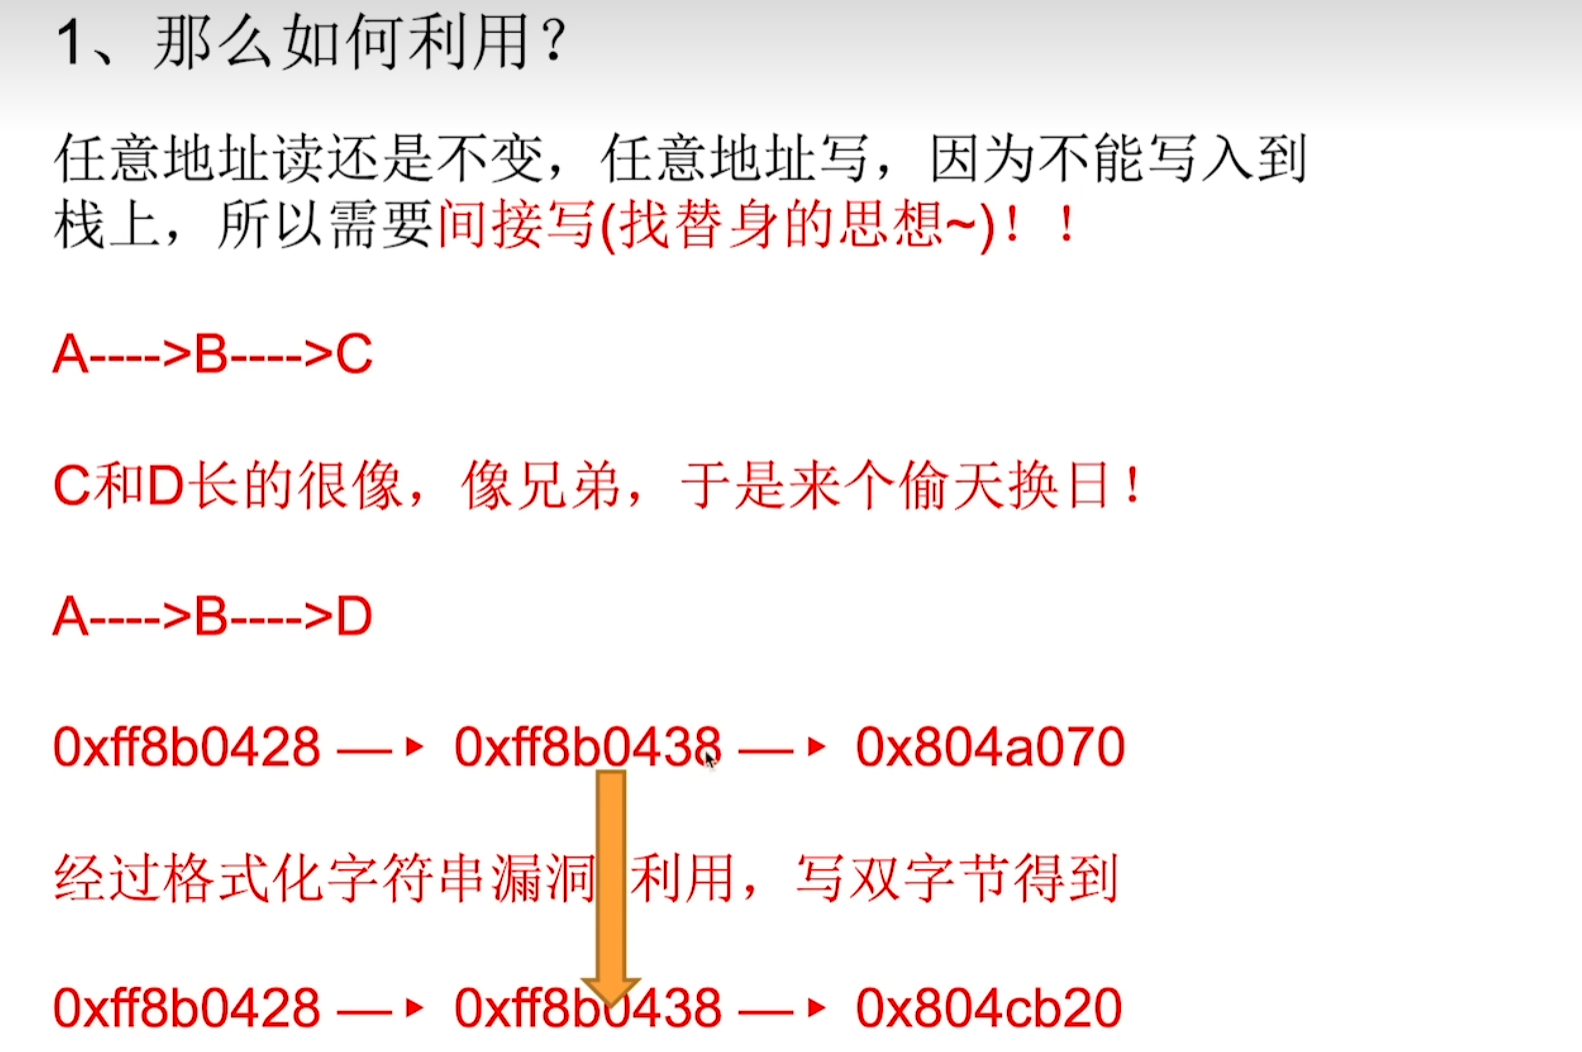 1、那么如何利用？
任意地址读还是不变，任意地址写，因为不能写入到
栈上，所以需要间接写(找替身的思想~)！！
A---->B---->C
C和D长的很像，像兄弟，于是来个偷天换日！
A---->B---->D
0xff8b0428 —▸ 0xff8b0438 —▸ 0x804a070
经过格式化字符串漏洞利用，写双字节得到
0xff8b0428 —▸ 0xff8b0438 —▸ 0x804cb20